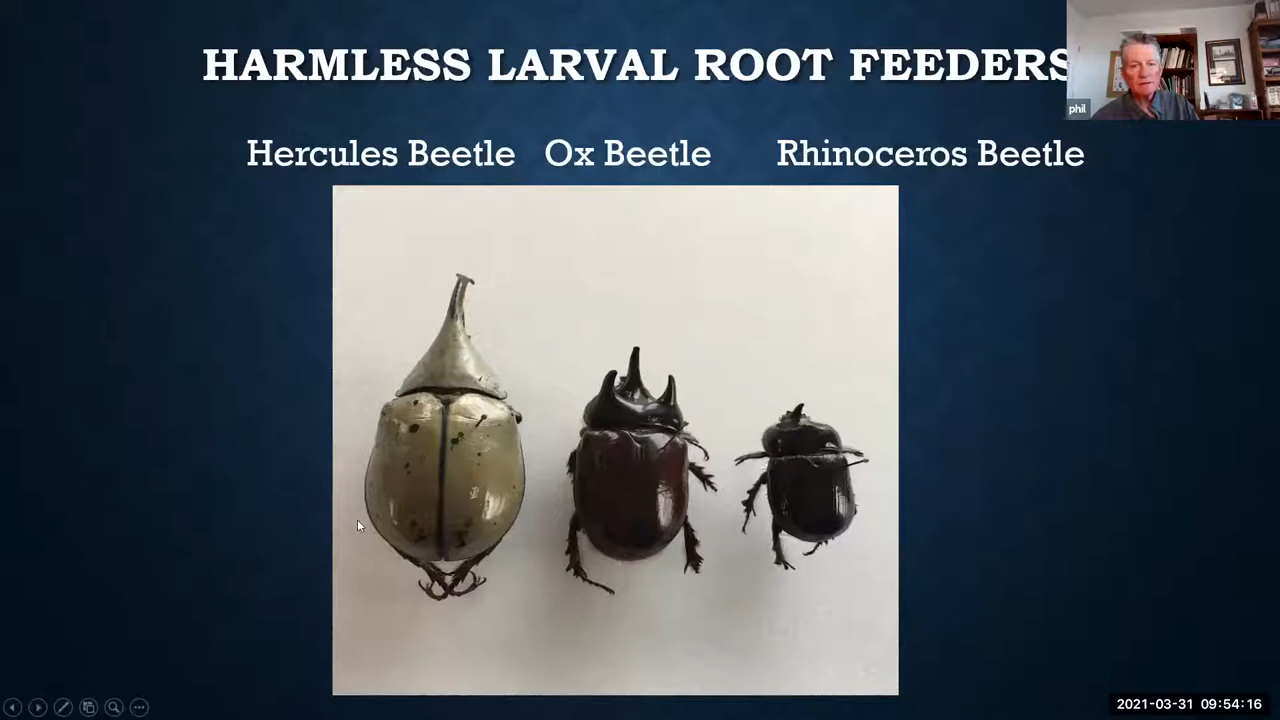 HARMLESS LARVAL ROOT FEEDERS
phil
Hercules Beetle Ox Beetle Rhinoceros Beetle
2021-03-31 09:54:16